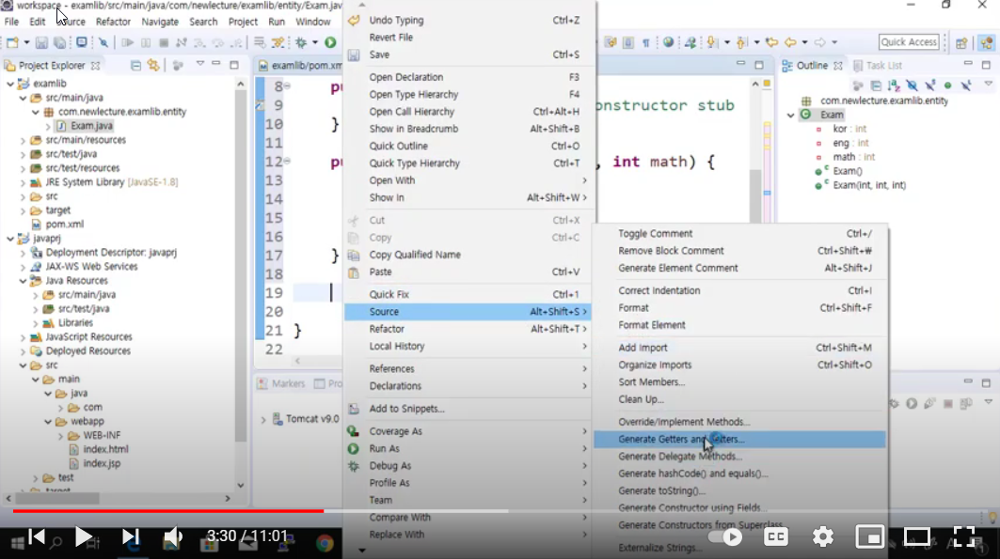 workspace - examlib/src/main/java/com/newlecture/examlib/entity/Exam.jav
File Edit Source Refactor Navigate Search Project Run Window
Quick Access
Project Explorer
examlib
src/main/java
com.newlecture.examlib.entity
Exam.java
src/main/resources
src/test/java
src/test/resources
JRE System Library [JavaSE-1.8]
src
target
pom.xml
javaprj
Deployment Descriptor: javaprj
JAX-WS Web Services
Java Resources
src/main/java
src/test/java
Libraries
JavaScript Resources
Deployed Resources
src
main
java
com
webapp
WEB-INF
index.html
index.jsp
test
target
examlib/pom.xm
8 pu
9 onstructor stub
10 }
11
12 pu , int math) {
13
14
15
16
17 }
18
19
20
21 }
22
Markers Pro
Tomcat v9.0
Undo Typing Ctrl+Z
Revert File
Save Ctrl+S
Open Declaration F3
Open Type Hierarchy F4
Open Call Hierarchy Ctrl+Alt+H
Show in Breadcrumb Alt+Shift+B
Quick Outline Ctrl+O
Quick Type Hierarchy Ctrl+T
Open With
Show In Alt+Shift+W
Cut Ctrl+X
Copy Ctrl+C
Copy Qualified Name
Paste Ctrl+V
Quick Fix Ctrl+1
Source Alt+Shift+S
Refactor Alt+Shift+T
Local History
References
Declarations
Add to Snippets...
Coverage As
Run As
Debug As
Profile As
Team
Compare With
Replace With
Toggle Comment Ctrl+/
Remove Block Comment Ctrl+Shift+₩
Generate Element Comment Alt+Shift+J
Correct Indentation Ctrl+I
Format Ctrl+Shift+F
Format Element
Add Import Ctrl+Shift+M
Organize Imports Ctrl+Shift+O
Sort Members...
Clean Up...
Override/Implement Methods...
Generate Getters and Setters...
Generate Delegate Methods...
Generate hashCode() and equals()...
Generate toString()...
Generate Constructor using Fields...
Generate Constructors from Superclass...
Externalize Strings...
Outline Task List
com.newlecture.examlib.entity
Exam
kor : int
eng : int
math : int
Exam()
Exam(int, int, int)
3:30 / 11:01
CC